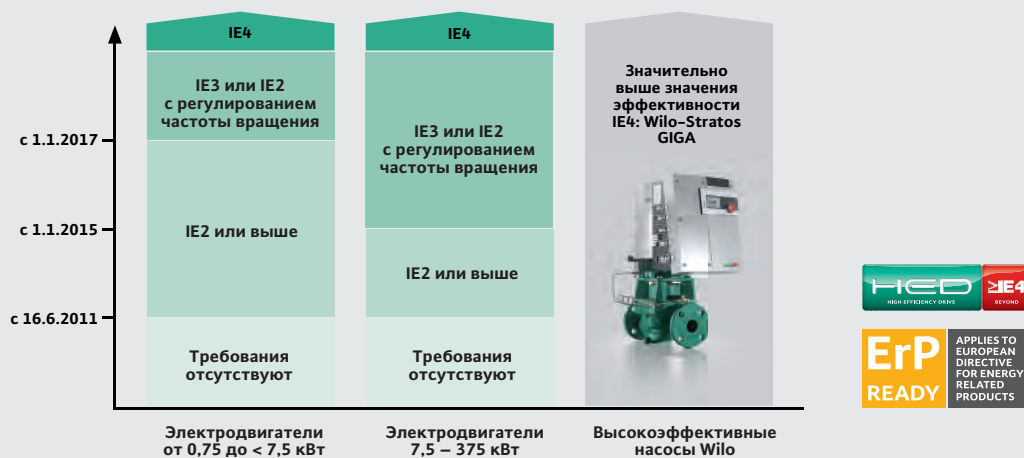 IE4
IE3 или IE2
с регулированием
частоты вращения
IE2 или выше
Требования
отсутствуют
IE4
IE3 или IE2
с регулированием
частоты вращения
IE2 или выше
Требования
отсутствуют
Значительно
выше значения
эффективности
IE4: Wilo-Stratos
GIGA
с 1.1.2017
с 1.1.2015
с 16.6.2011
Электродвигатели
от 0,75 до < 7,5 кВт
Электродвигатели
7,5 – 375 кВт
Высокоэффективные
насосы Wilo
HED
HIGH EFFICIENCY DRIVE
≥IE4
BEYOND
ErP
READY
APPLIES TO
EUROPEAN
DIRECTIVE
FOR ENERGY
RELATED
PRODUCTS